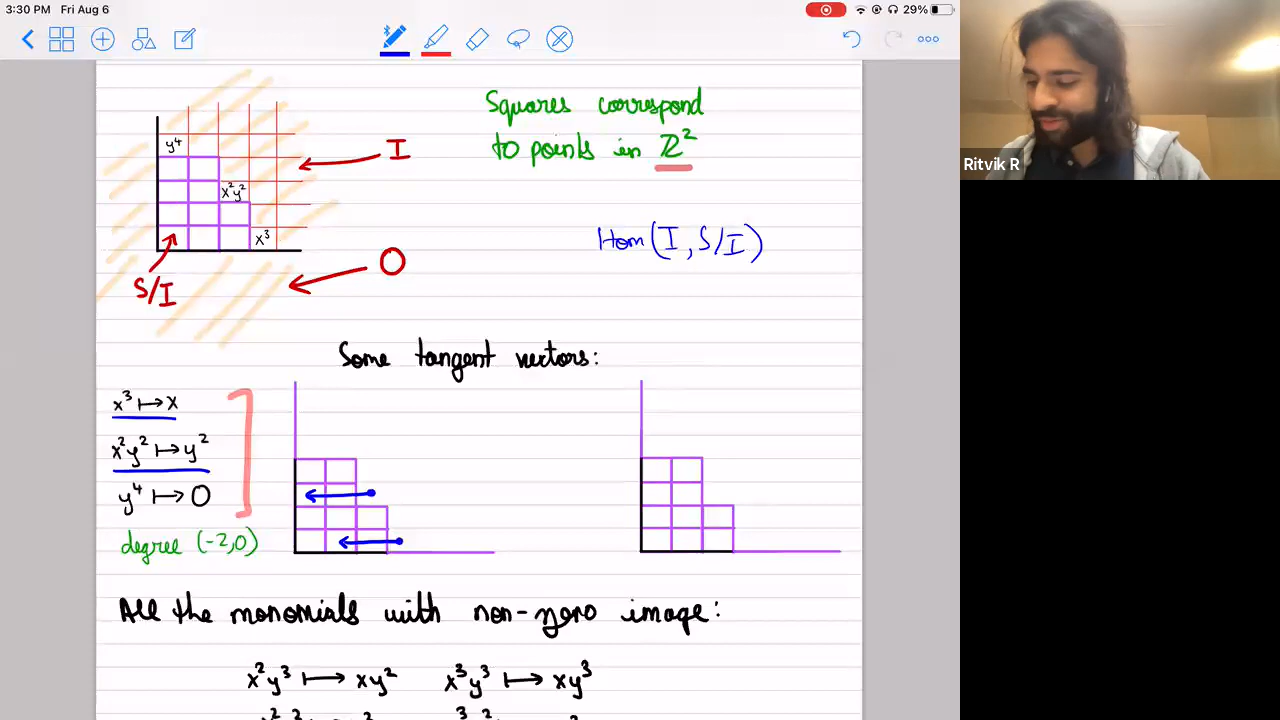 3:30 PM Fri Aug 6
29%
y⁴
x²y²
x³
I
S/I
O
Squares correspond
to points in ℤ²
Hom(I, S/I)
Ritvik R
Some tangent vectors:
x³ ↦ x
x²y² ↦ y²
y⁴ ↦ 0
degree (-2,0)
All the monomials with non-zero image:
x²y³ ↦ xy² x³y³ ↦ xy³